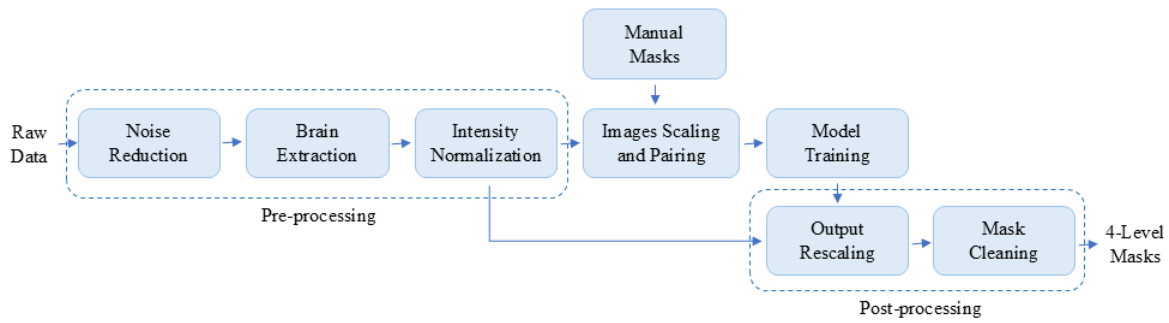 Manual
Masks
Raw
Data
Noise
Reduction
Brain
Extraction
Intensity
Normalization
Images Scaling
and Pairing
Model
Training
Pre-processing
Output
Rescaling
Mask
Cleaning
4-Level
Masks
Post-processing